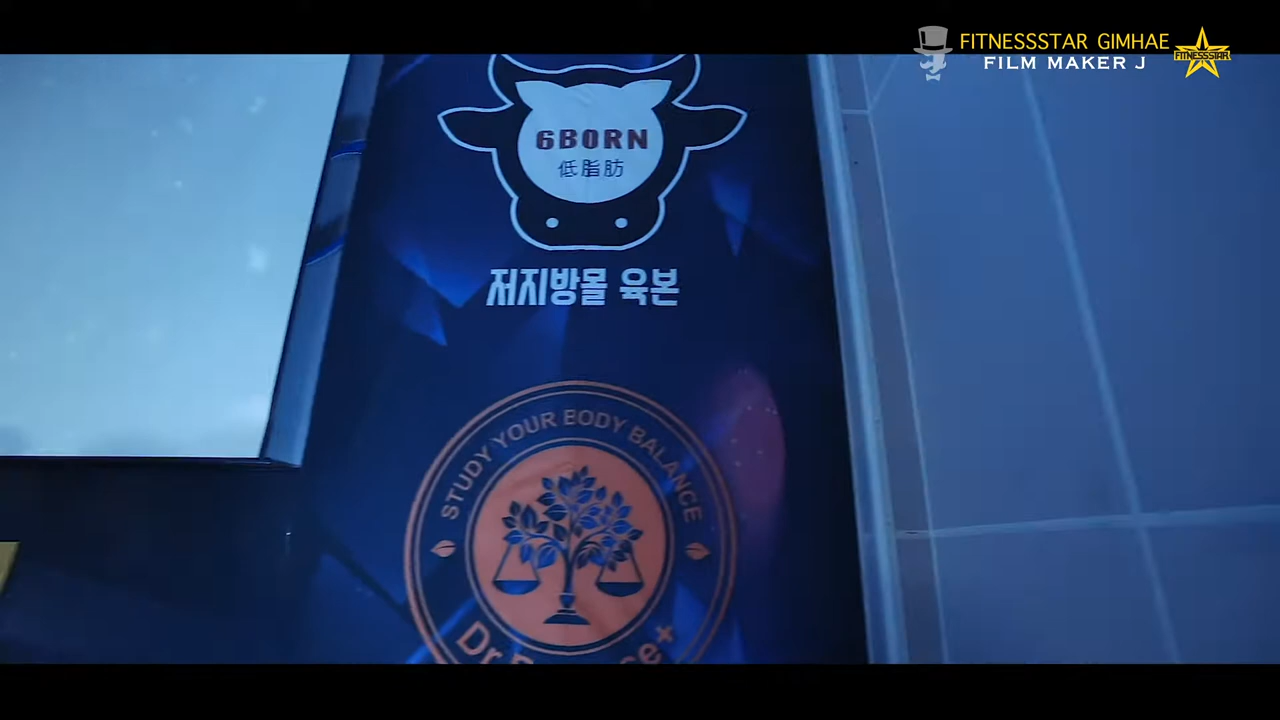 FITNESSSTAR GIMHAE
FILM MAKER J
FITNESSSTAR
6BORN
低脂肪
저지방몰 육본
STUDY YOUR BODY BALANCE